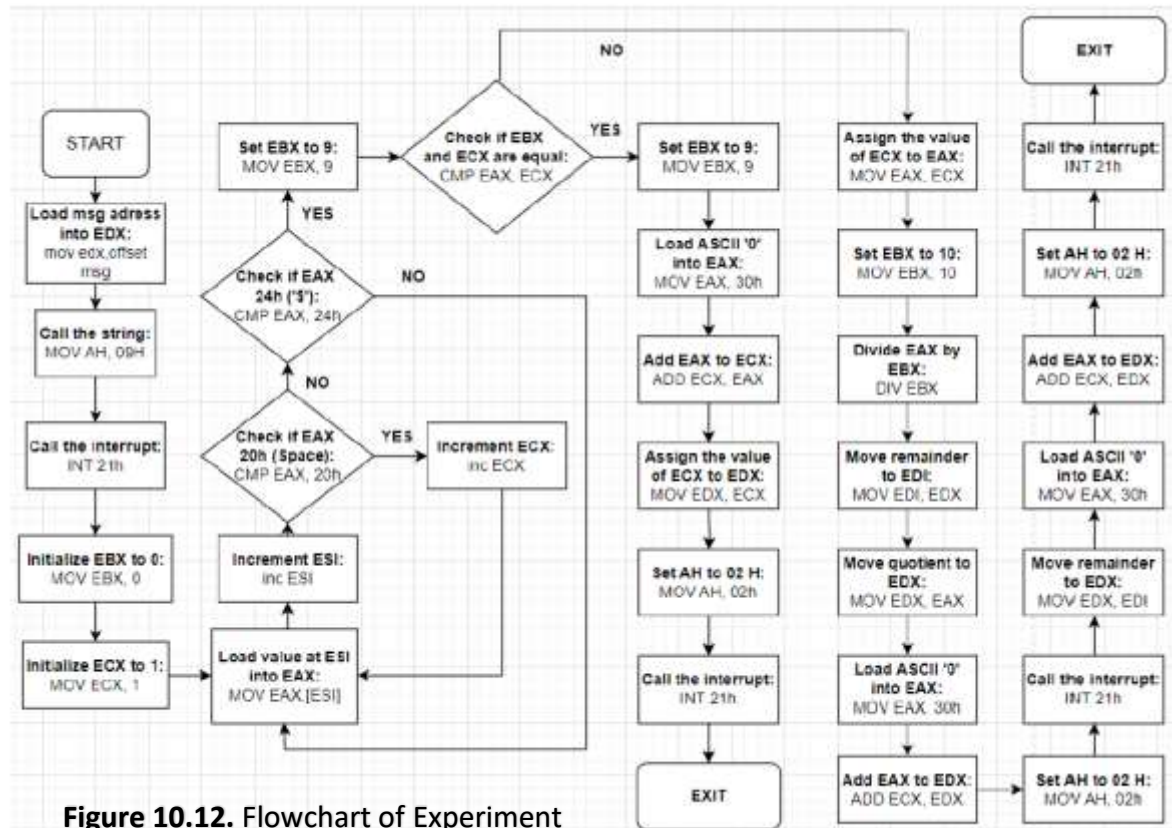 START
Load msg adress
into EDX:
mov edx,offset
msg
Call the string:
MOV AH, 09H
Call the interrupt:
INT 21h
Initialize EBX to 0:
MOV EBX, 0
Initialize ECX to 1:
MOV ECX, 1
Load value at ESI
into EAX:
MOV EAX,[ESI]
Increment ESI:
inc ESI
Check if EAX
20h (Space):
CMP EAX, 20h
YES
Increment ECX:
inc ECX
NO
Check if EAX
24h ('$'):
CMP EAX, 24h
NO
YES
Set EBX to 9:
MOV EBX, 9
Check if EBX
and ECX are equal:
CMP EAX, ECX
YES
NO
Set EBX to 9:
MOV EBX, 9
Load ASCII '0'
into EAX:
MOV EAX, 30h
Add EAX to ECX:
ADD ECX, EAX
Assign the value
of ECX to EDX:
MOV EDX, ECX
Set AH to 02 H:
MOV AH, 02h
Call the interrupt:
INT 21h
EXIT
Assign the value
of ECX to EAX:
MOV EAX, ECX
Set EBX to 10:
MOV EBX, 10
Divide EAX by
EBX:
DIV EBX
Move remainder
to EDI:
MOV EDI, EDX
Move quotient to
EDX:
MOV EDX, EAX
Load ASCII '0'
into EAX:
MOV EAX, 30h
Add EAX to EDX:
ADD ECX, EDX
Set AH to 02 H:
MOV AH, 02h
Call the interrupt:
INT 21h
Move remainder
to EDX:
MOV EDX, EDI
Load ASCII '0'
into EAX:
MOV EAX, 30h
Add EAX to EDX:
ADD ECX, EDX
Set AH to 02 H:
MOV AH, 02h
Call the interrupt:
INT 21h
EXIT
Figure 10.12. Flowchart of Experiment